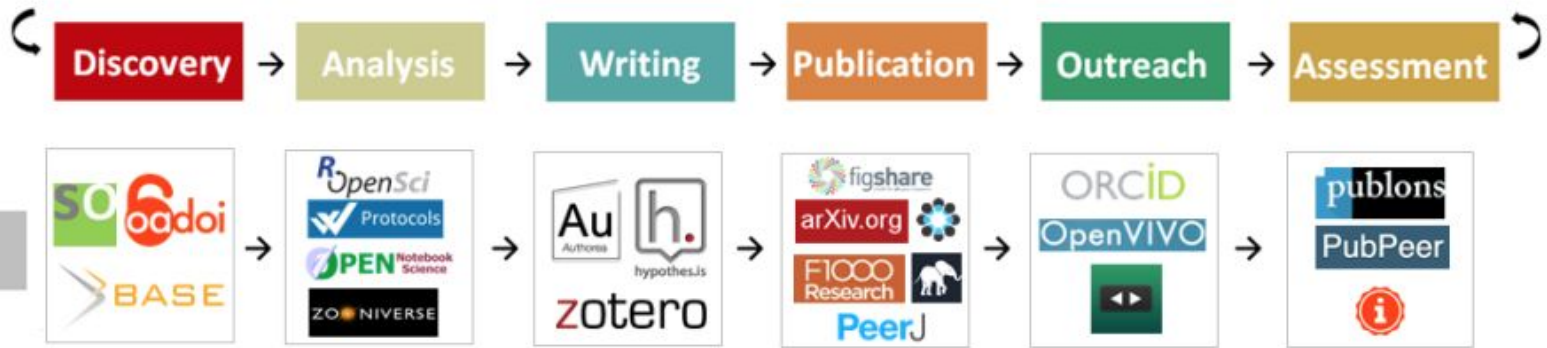 Discovery → Analysis → Writing → Publication → Outreach → Assessment
SO
oadoi
BASE
ROpenSci
Protocols
OPEN Notebook Science
ZOONIVERSE
Au
Authorea
h.
hypothes.is
zotero
figshare
arXiv.org
F1000
Research
PeerJ
ORCiD
OpenVIVO
publons
PubPeer
i